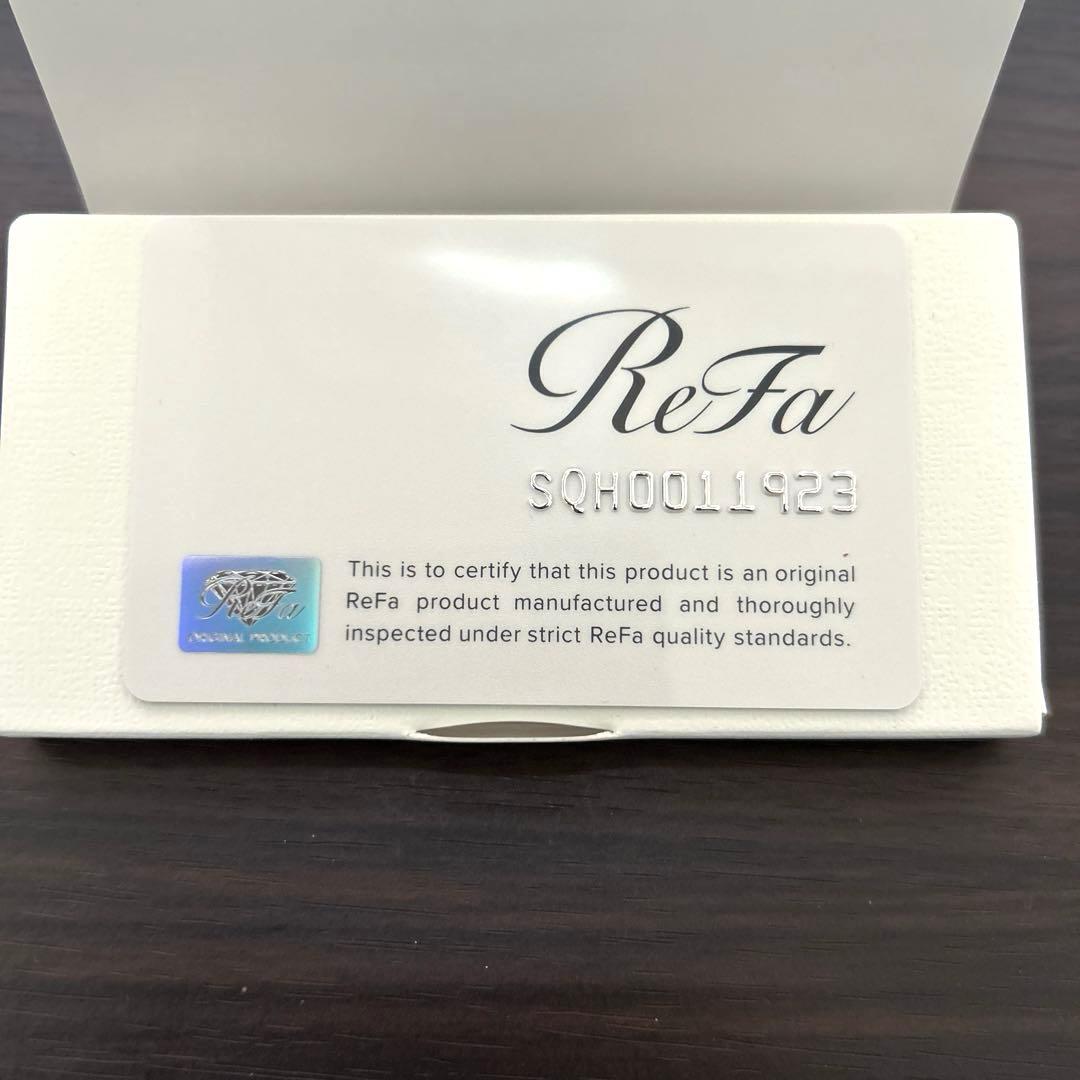 ReFa
SQH0011923
This is to certify that this product is an original
ReFa product manufactured and thoroughly
inspected under strict ReFa quality standards.
ReFa
ORIGINAL PRODUCT